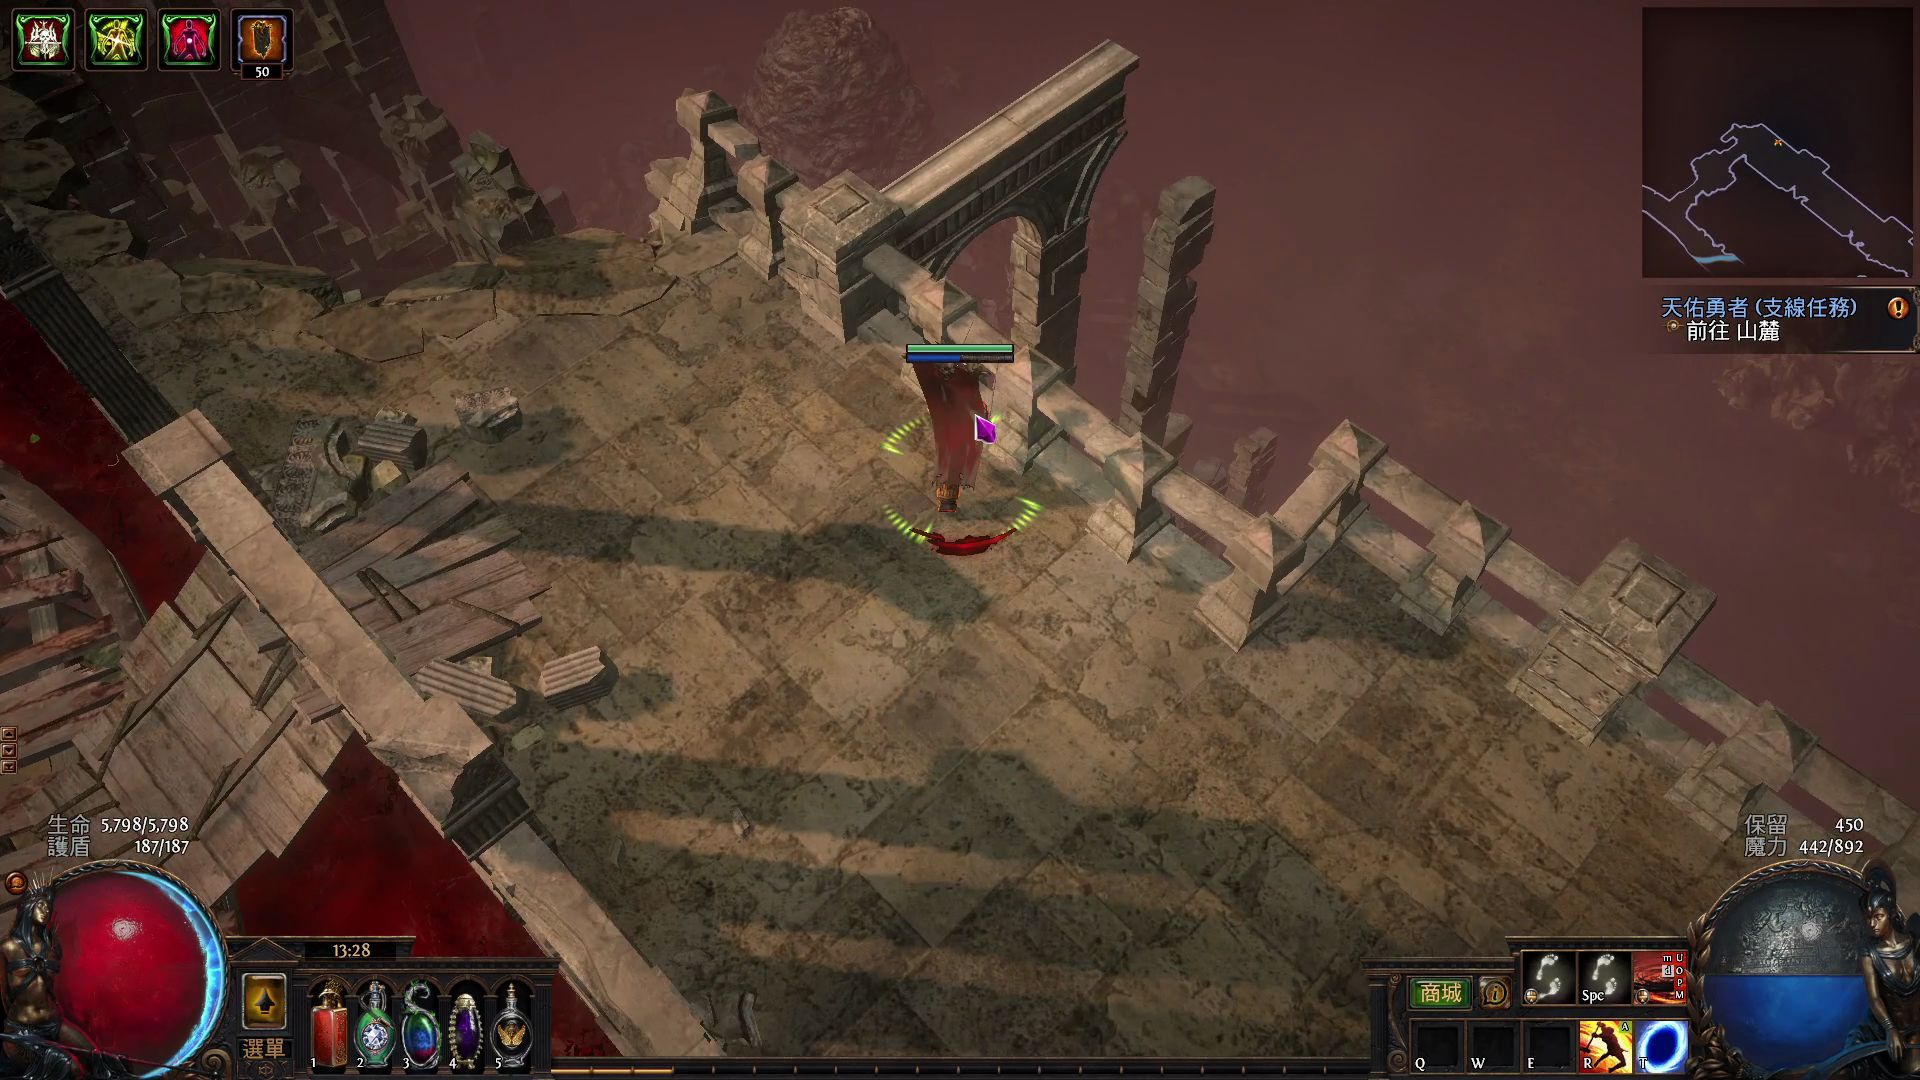 50
天佑勇者 (支線任務)
前往 山麓
生命 5,798/5,798
護盾 187/187
保留 450
魔力 442/892
13:28
選單
1
2
3
4
5
商城
Spc
m U
d O
P
M
Q
W
E
R
A
T